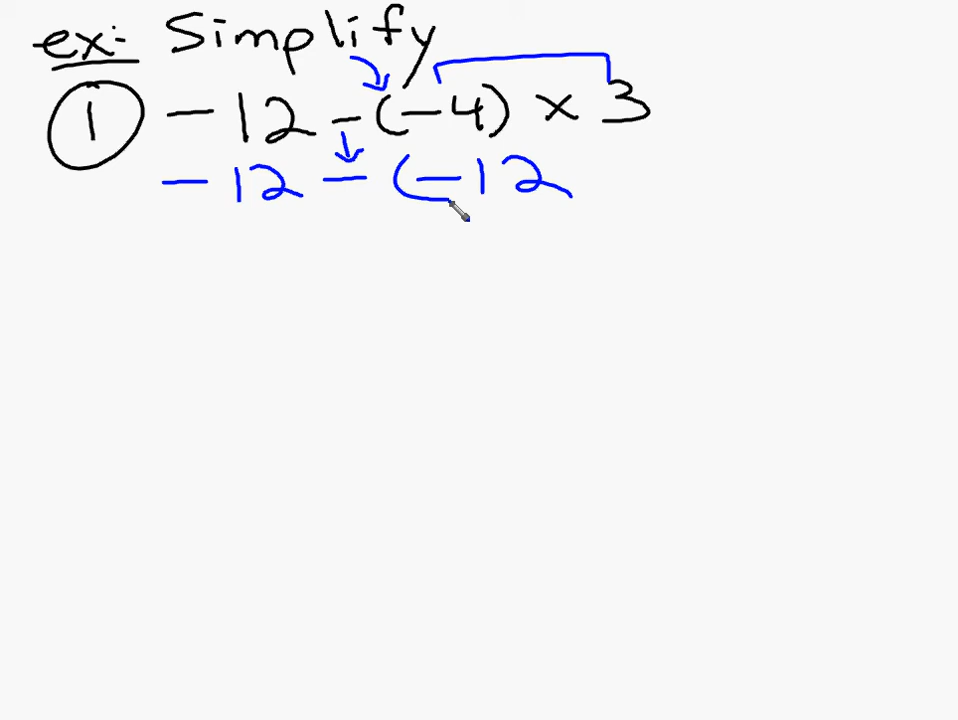 ex:- Simplify
① - 12 - (-4) × 3
- 12 - (-12